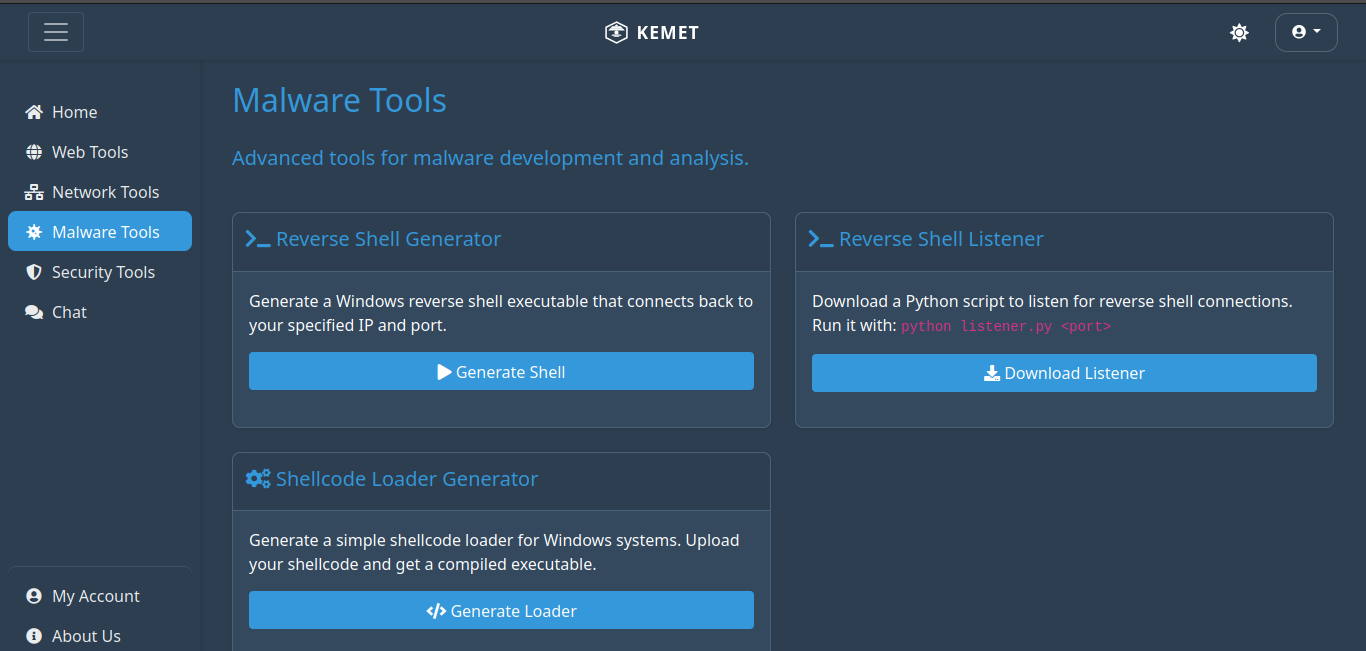 KEMET
Home
Web Tools
Network Tools
Malware Tools
Security Tools
Chat
My Account
About Us
Malware Tools
Advanced tools for malware development and analysis.
Reverse Shell Generator
Generate a Windows reverse shell executable that connects back to
your specified IP and port.
Generate Shell
Reverse Shell Listener
Download a Python script to listen for reverse shell connections.
Run it with: python listener.py <port>
Download Listener
Shellcode Loader Generator
Generate a simple shellcode loader for Windows systems. Upload
your shellcode and get a compiled executable.
Generate Loader